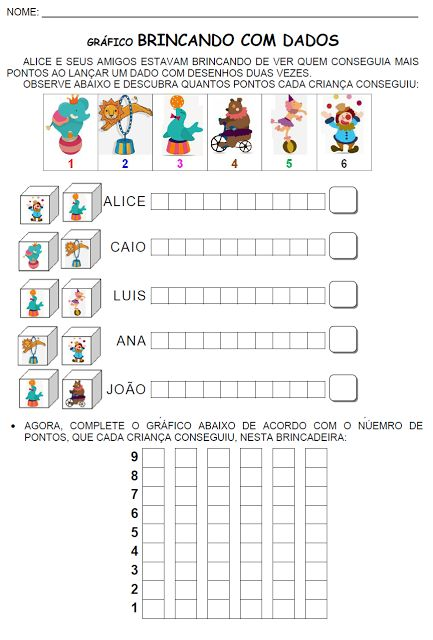 NOME:
GRÁFICO BRINCANDO COM DADOS
ALICE E SEUS AMIGOS ESTAVAM BRINCANDO DE VER QUEM CONSEGUIA MAIS
PONTOS AO LANÇAR UM DADO COM DESENHOS DUAS VEZES.
OBSERVE ABAIXO E DESCUBRA QUANTOS PONTOS CADA CRIANÇA CONSEGUIU:
1 2 3 4 5 6
ALICE
CAIO
LUIS
ANA
JOÃO
• AGORA, COMPLETE O GRÁFICO ABAIXO DE ACORDO COM O NÚEMRO DE
PONTOS, QUE CADA CRIANÇA CONSEGUIU, NESTA BRINCADEIRA:
9
8
7
6
5
4
3
2
1